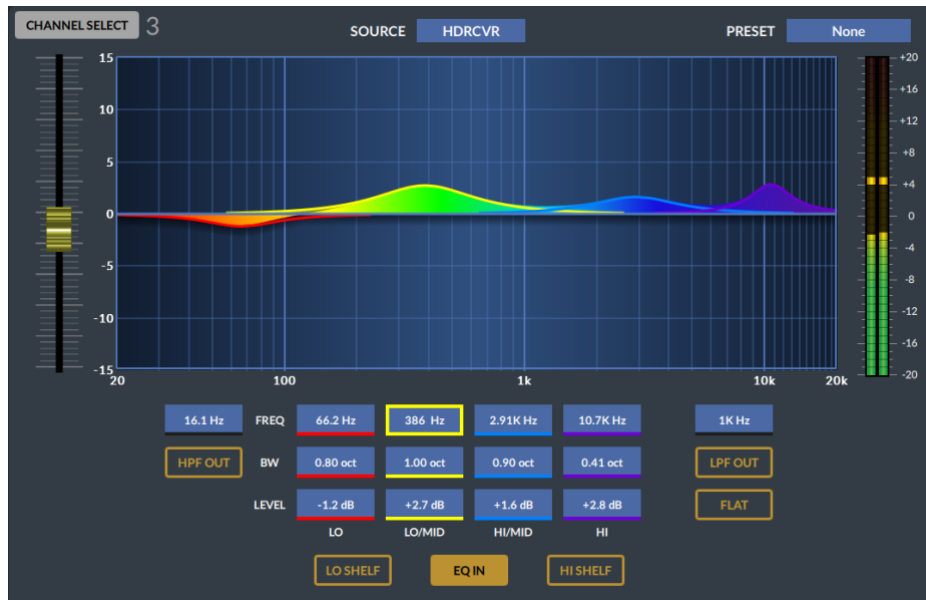 CHANNEL SELECT 3 SOURCE HDRCVR PRESET None
15
10
5
0
-5
-10
-15
20 100 1k 10k 20k
+20
+16
+12
+8
+4
0
-4
-8
-12
-16
-20
16.1 Hz FREQ 66.2 Hz 386 Hz 2.91K Hz 10.7K Hz 1K Hz
HPF OUT BW 0.80 oct 1.00 oct 0.90 oct 0.41 oct LPF OUT
LEVEL -1.2 dB +2.7 dB +1.6 dB +2.8 dB FLAT
LO LO/MID HI/MID HI
LO SHELF EQ IN HI SHELF